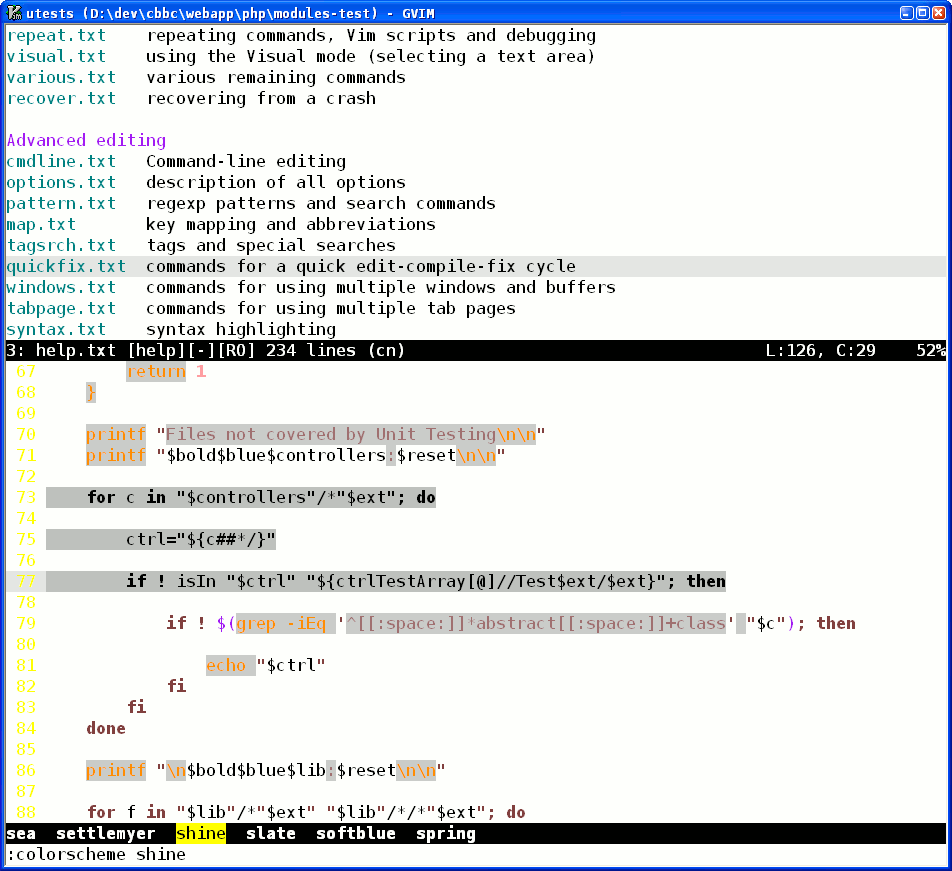 utests (D:\dev\cbbc\webapp\php\modules-test) - GVIM
repeat.txt    repeating commands, Vim scripts and debugging
visual.txt    using the Visual mode (selecting a text area)
various.txt   various remaining commands
recover.txt   recovering from a crash
Advanced editing
cmdline.txt   Command-line editing
options.txt   description of all options
pattern.txt   regexp patterns and search commands
map.txt       key mapping and abbreviations
tagsrch.txt   tags and special searches
quickfix.txt  commands for a quick edit-compile-fix cycle
windows.txt   commands for using multiple windows and buffers
tabpage.txt   commands for using multiple tab pages
syntax.txt    syntax highlighting
3: help.txt [help][-][RO] 234 lines (cn)                                    L:126, C:29    52%
67         return 1
68     }
69
70     printf "Files not covered by Unit Testing\n\n"
71     printf "$bold$blue$controllers:$reset\n\n"
72
73     for c in "$controllers"/*"$ext"; do
74
75         ctrl="${c##*/}"
76
77         if ! isIn "$ctrl" "${ctrlTestArray[@]//Test$ext/$ext}"; then
78
79             if ! $(grep -iEq '^[[:space:]]*abstract[[:space:]]+class' "$c"); then
80
81                 echo "$ctrl"
82             fi
83         fi
84     done
85
86     printf "\n$bold$blue$lib:$reset\n\n"
87
88     for f in "$lib"/*"$ext" "$lib"/*/*"$ext"; do
sea  settlemyer  shine  slate  softblue  spring
:colorscheme shine